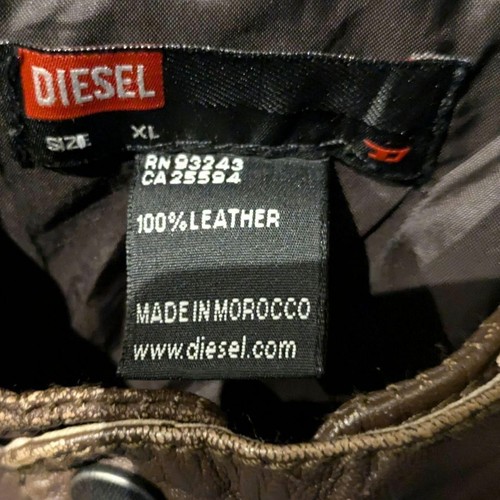 DIESEL
SIZE XL
RN 93243
CA 25594
100% LEATHER
MADE IN MOROCCO
www.diesel.com